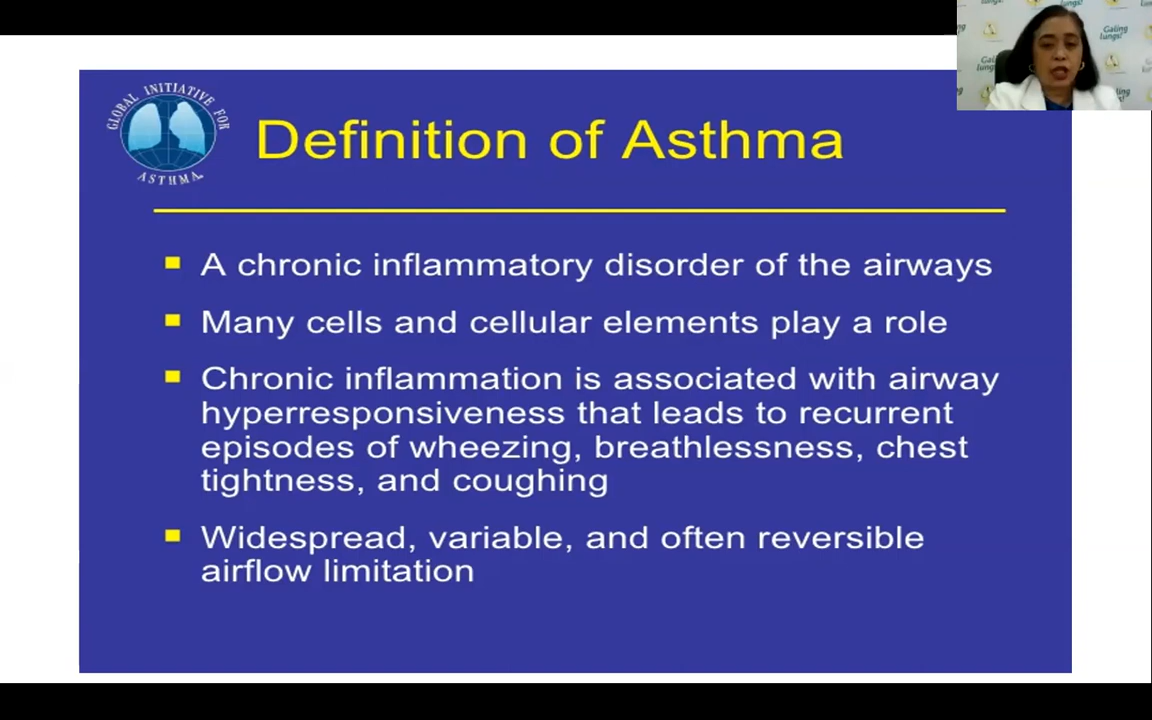 GLOBAL INITIATIVE FOR
ASTHMA
Definition of Asthma
A chronic inflammatory disorder of the airways
Many cells and cellular elements play a role
Chronic inflammation is associated with airway
hyperresponsiveness that leads to recurrent
episodes of wheezing, breathlessness, chest
tightness, and coughing
Widespread, variable, and often reversible
airflow limitation
Galing
lungs!